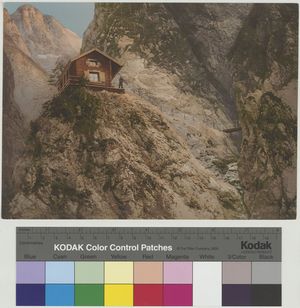 KODAK Color Control Patches
Kodak
Blue Cyan Green Yellow Red Magenta White 3/Color Black